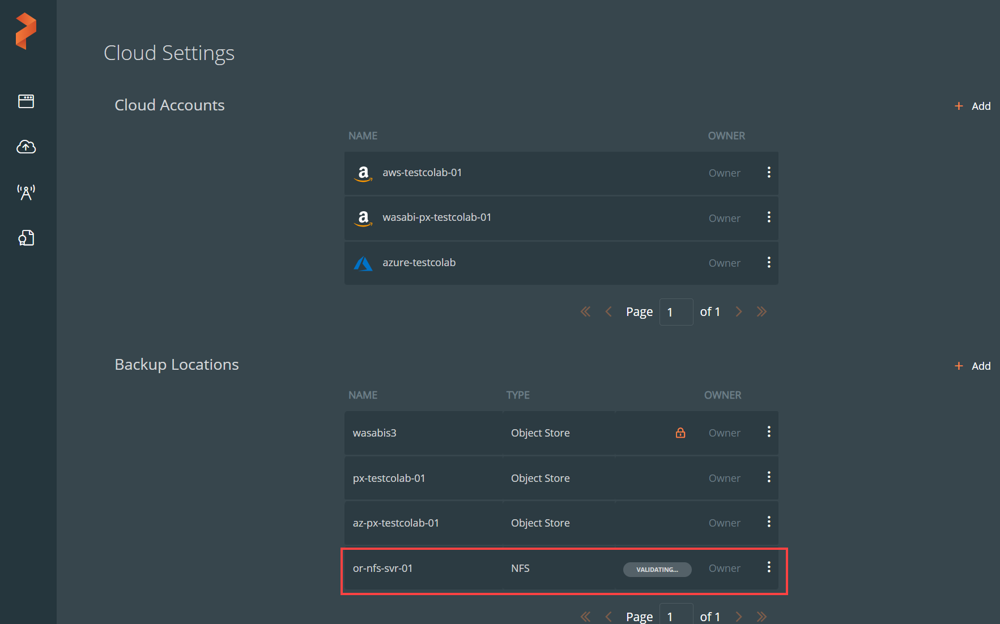 Cloud Settings
Cloud Accounts
+ Add
NAME OWNER
aws-testcolab-01 Owner
wasabi-px-testcolab-01 Owner
azure-testcolab Owner
Page 1 of 1
Backup Locations
+ Add
NAME TYPE OWNER
wasabis3 Object Store Owner
px-testcolab-01 Object Store Owner
az-px-testcolab-01 Object Store Owner
or-nfs-svr-01 NFS VALIDATING... Owner
Page 1 of 1